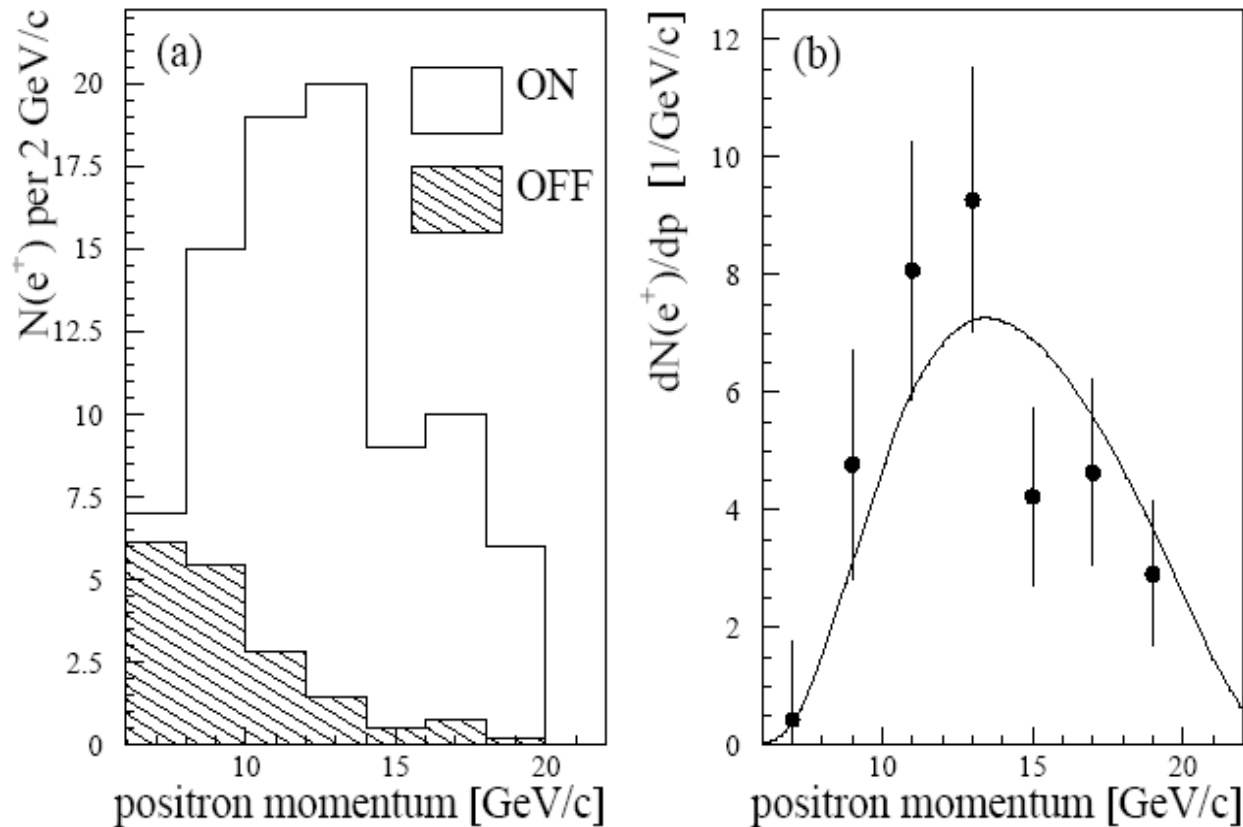 (a)
N(e⁺) per 2 GeV/c
20
17.5
15
12.5
10
7.5
5
2.5
0
ON
OFF
10 15 20
positron momentum [GeV/c]
(b)
dN(e⁺)/dp [1/GeV/c]
12
10
8
6
4
2
0
10 15 20
positron momentum [GeV/c]